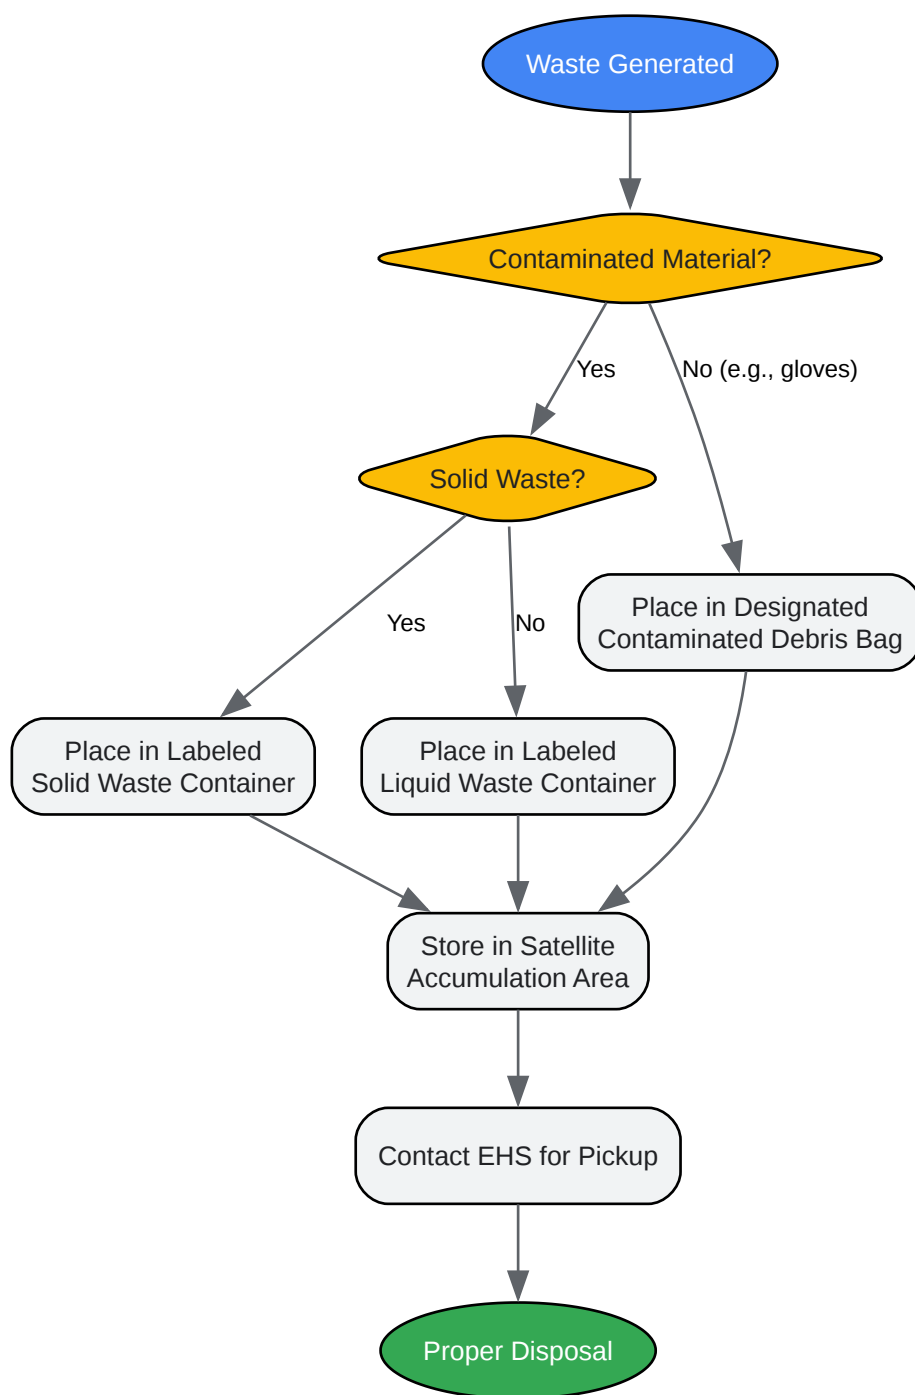 Waste Generated
Contaminated Material?
Yes
No (e.g., gloves)
Solid Waste?
Place in Designated
Contaminated Debris Bag
Yes
No
Place in Labeled
Solid Waste Container
Place in Labeled
Liquid Waste Container
Store in Satellite
Accumulation Area
Contact EHS for Pickup
Proper Disposal